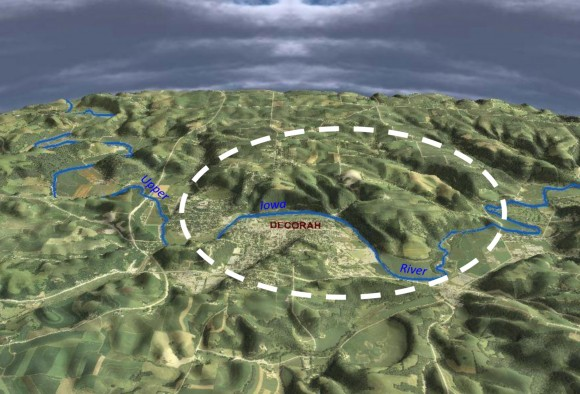 Upper
Iowa
DECORAH
River